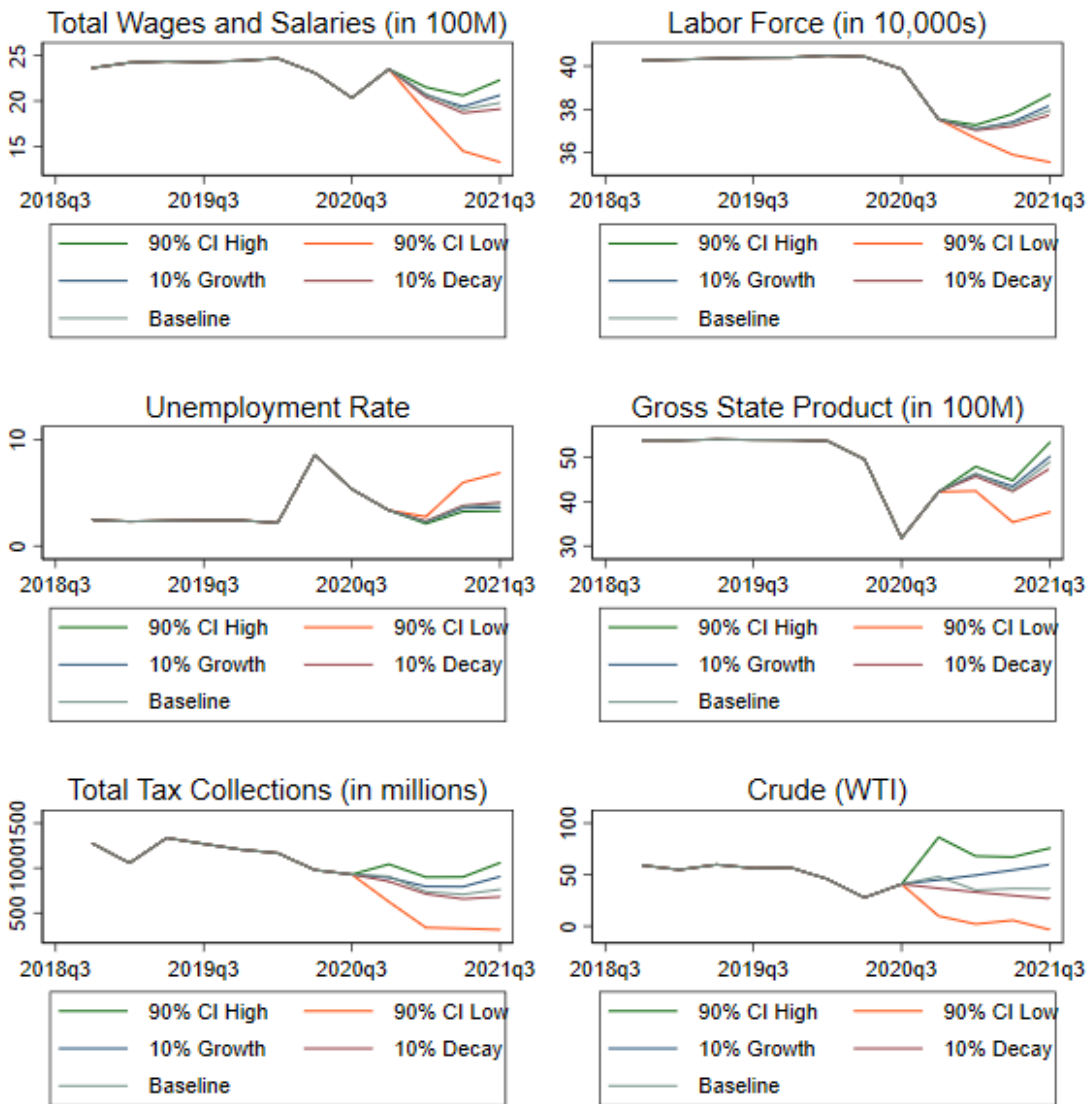 Total Wages and Salaries (in 100M)
25
20
15
2018q3 2019q3 2020q3 2021q3
90% CI High 90% CI Low
10% Growth 10% Decay
Baseline
Labor Force (in 10,000s)
40
38
36
2018q3 2019q3 2020q3 2021q3
90% CI High 90% CI Low
10% Growth 10% Decay
Baseline
Unemployment Rate
10
0
2018q3 2019q3 2020q3 2021q3
90% CI High 90% CI Low
10% Growth 10% Decay
Baseline
Gross State Product (in 100M)
50
40
30
2018q3 2019q3 2020q3 2021q3
90% CI High 90% CI Low
10% Growth 10% Decay
Baseline
Total Tax Collections (in millions)
1500
1000
500
2018q3 2019q3 2020q3 2021q3
90% CI High 90% CI Low
10% Growth 10% Decay
Baseline
Crude (WTI)
100
50
0
2018q3 2019q3 2020q3 2021q3
90% CI High 90% CI Low
10% Growth 10% Decay
Baseline